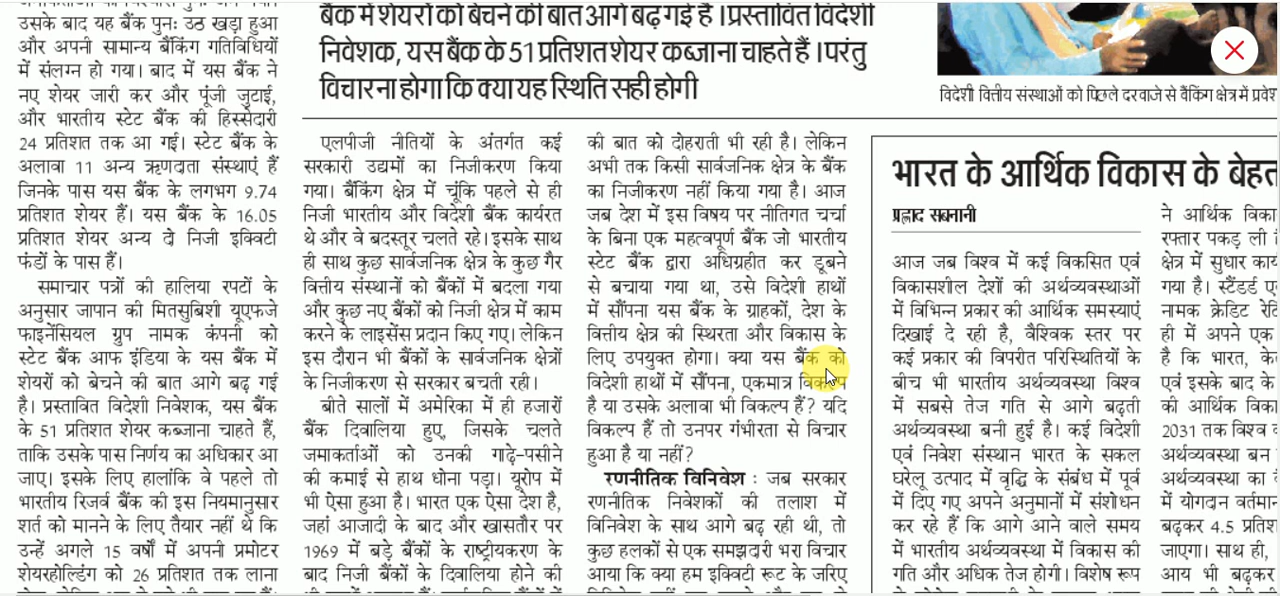 उसके बाद यह बैंक पुनः उठ खड़ा हुआ
और अपनी सामान्य बैंकिंग गतिविधियों
में संलग्न हो गया। बाद में यस बैंक ने
नए शेयर जारी कर और पूंजी जुटाई,
और भारतीय स्टेट बैंक की हिस्सेदारी
24 प्रतिशत तक आ गई। स्टेट बैंक के
अलावा 11 अन्य ऋणदाता संस्थाएं हैं
जिनके पास यस बैंक के लगभग 9.74
प्रतिशत शेयर हैं। यस बैंक के 16.05
प्रतिशत शेयर अन्य दो निजी इक्विटी
फंडों के पास हैं।
समाचार पत्रों की हालिया रपटों के
अनुसार जापान की मित्सुबिशी यूएफजे
फाइनेंसियल ग्रुप नामक कंपनी को
स्टेट बैंक आफ इंडिया के यस बैंक में
शेयरों को बेचने की बात आगे बढ़ गई
है। प्रस्तावित विदेशी निवेशक, यस बैंक
के 51 प्रतिशत शेयर कब्जाना चाहते हैं,
ताकि उसके पास निर्णय का अधिकार आ
जाए। इसके लिए हालांकि वे पहले तो
भारतीय रिजर्व बैंक की इस नियमानुसार
शर्त को मानने के लिए तैयार नहीं थे कि
उन्हें अगले 15 वर्षों में अपनी प्रमोटर
शेयरहोल्डिंग को 26 प्रतिशत तक लाना
बैंक में शेयरों को बेचने की बात आगे बढ़ गई है। प्रस्तावित विदेशी
निवेशक, यस बैंक के 51 प्रतिशत शेयर कब्जाना चाहते हैं। परंतु
विचारना होगा कि क्या यह स्थिति सही होगी
एलपीजी नीतियों के अंतर्गत कई
सरकारी उद्यमों का निजीकरण किया
गया। बैंकिंग क्षेत्र में चूंकि पहले से ही
निजी भारतीय और विदेशी बैंक कार्यरत
थे और वे बदस्तूर चलते रहे। इसके साथ
ही साथ कुछ सार्वजनिक क्षेत्र के कुछ गैर
वित्तीय संस्थानों को बैंकों में बदला गया
और कुछ नए बैंकों को निजी क्षेत्र में काम
करने के लाइसेंस प्रदान किए गए। लेकिन
इस दौरान भी बैंकों के सार्वजनिक क्षेत्रों
के निजीकरण से सरकार बचती रही।
बीते सालों में अमेरिका में ही हजारों
बैंक दिवालिया हुए, जिसके चलते
जमाकर्ताओं को उनकी गाढ़े-पसीने
की कमाई से हाथ धोना पड़ा। यूरोप में
भी ऐसा हुआ है। भारत एक ऐसा देश है,
जहां आजादी के बाद और खासतौर पर
1969 में बड़े बैंकों के राष्ट्रीयकरण के
बाद निजी बैंकों के दिवालिया होने की
की बात को दोहराती भी रही है। लेकिन
अभी तक किसी सार्वजनिक क्षेत्र के बैंक
का निजीकरण नहीं किया गया है। आज
जब देश में इस विषय पर नीतिगत चर्चा
के बिना एक महत्वपूर्ण बैंक जो भारतीय
स्टेट बैंक द्वारा अधिग्रहीत कर डूबने
से बचाया गया था, उसे विदेशी हाथों
में सौंपना यस बैंक के ग्राहकों, देश के
वित्तीय क्षेत्र की स्थिरता और विकास के
लिए उपयुक्त होगा। क्या यस बैंक को
विदेशी हाथों में सौंपना, एकमात्र विकल्प
है या उसके अलावा भी विकल्प हैं? यदि
विकल्प हैं तो उनपर गंभीरता से विचार
हुआ है या नहीं?
रणनीतिक विनिवेश : जब सरकार
रणनीतिक निवेशकों की तलाश में
विनिवेश के साथ आगे बढ़ रही थी, तो
कुछ हलकों से एक समझदारी भरा विचार
आया कि क्या हम इक्विटी रूट के जरिए
विदेशी वित्तीय संस्थाओं को पिछले दरवाजे से बैंकिंग क्षेत्र में प्रवेश
भारत के आर्थिक विकास के बेहत
प्रह्लाद सबनानी
आज जब विश्व में कई विकसित एवं
विकासशील देशों की अर्थव्यवस्थाओं
में विभिन्न प्रकार की आर्थिक समस्याएं
दिखाई दे रही है, वैश्विक स्तर पर
कई प्रकार की विपरीत परिस्थितियों के
बीच भी भारतीय अर्थव्यवस्था विश्व
में सबसे तेज गति से आगे बढ़ती
अर्थव्यवस्था बनी हुई है। कई विदेशी
एवं निवेश संस्थान भारत के सकल
घरेलू उत्पाद में वृद्धि के संबंध में पूर्व
में दिए गए अपने अनुमानों में संशोधन
कर रहे हैं कि आगे आने वाले समय
में भारतीय अर्थव्यवस्था में विकास की
गति और अधिक तेज होगी। विशेष रूप
ने आर्थिक विका
रफ्तार पकड़ ली
क्षेत्र में सुधार कार्य
गया है। स्टैंडर्ड ए
नामक क्रेडिट रेटि
ही में अपने एक
है कि भारत, के
एवं इसके बाद के
की आर्थिक विका
2031 तक विश्व
अर्थव्यवस्था बन
अर्थव्यवस्था का
में योगदान वर्तमान
बढ़कर 4.5 प्रतिश
जाएगा। साथ ही,
आय भी बढ़कर